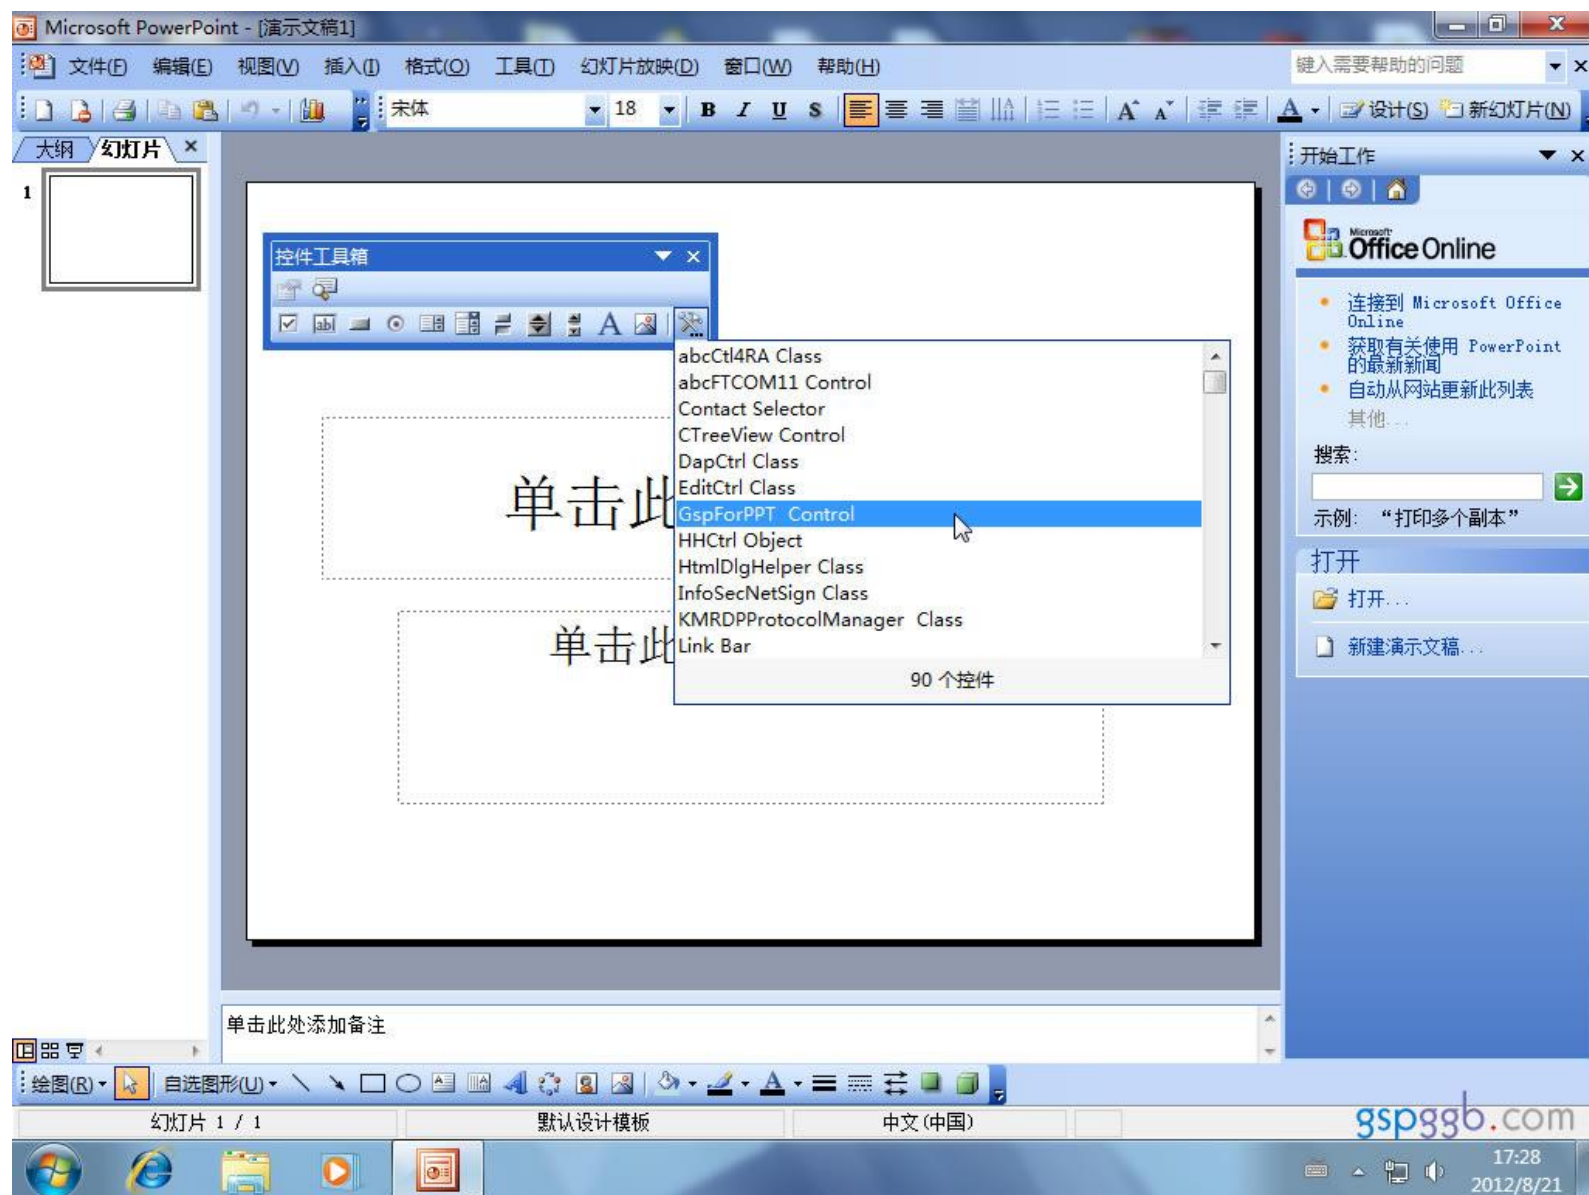 Microsoft PowerPoint - [演示文稿1]
文件(F) 编辑(E) 视图(V) 插入(I) 格式(O) 工具(T) 幻灯片放映(D) 窗口(W) 帮助(H) 键入需要帮助的问题
宋体 18 B I U S A A A 设计(S) 新幻灯片(N)
大纲 幻灯片
1
控件工具箱
abcCtl4RA Class
abcFTCOM11 Control
Contact Selector
CTreeView Control
DapCtrl Class
EditCtrl Class
GspForPPT Control
HHCtrl Object
HtmlDlgHelper Class
InfoSecNetSign Class
KMRDPProtocolManager Class
Link Bar
90 个控件
单击此
单击此
开始工作
Microsoft
Office Online
连接到 Microsoft Office
Online
获取有关使用 PowerPoint
的最新新闻
自动从网站更新此列表
其他...
搜索:
示例: “打印多个副本”
打开
打开...
新建演示文稿...
单击此处添加备注
绘图(R) 自选图形(U)
幻灯片 1 / 1 默认设计模板 中文(中国)
gspggb.com
17:28
2012/8/21